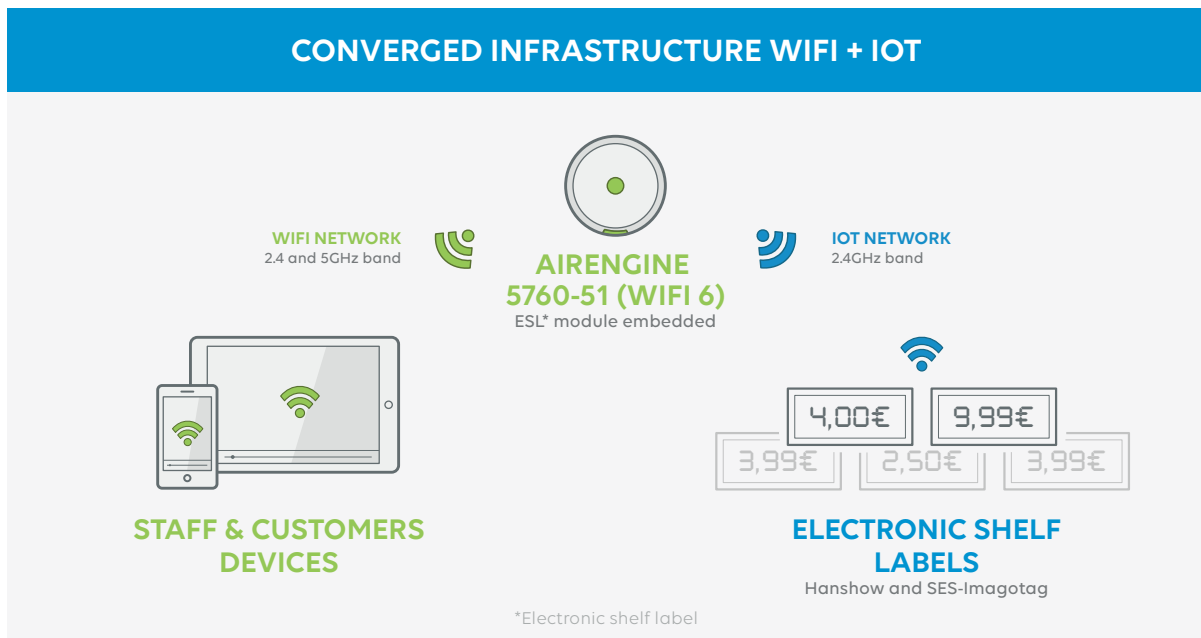 CONVERGED INFRASTRUCTURE WIFI + IOT
WIFI NETWORK
2.4 and 5GHz band
AIRENGINE
5760-51 (WIFI 6)
ESL* module embedded
IOT NETWORK
2.4GHz band
4,00€
9,99€
3,99€
2,50€
3,99€
STAFF & CUSTOMERS
DEVICES
ELECTRONIC SHELF
LABELS
Hanshow and SES-Imagotag
*Electronic shelf label